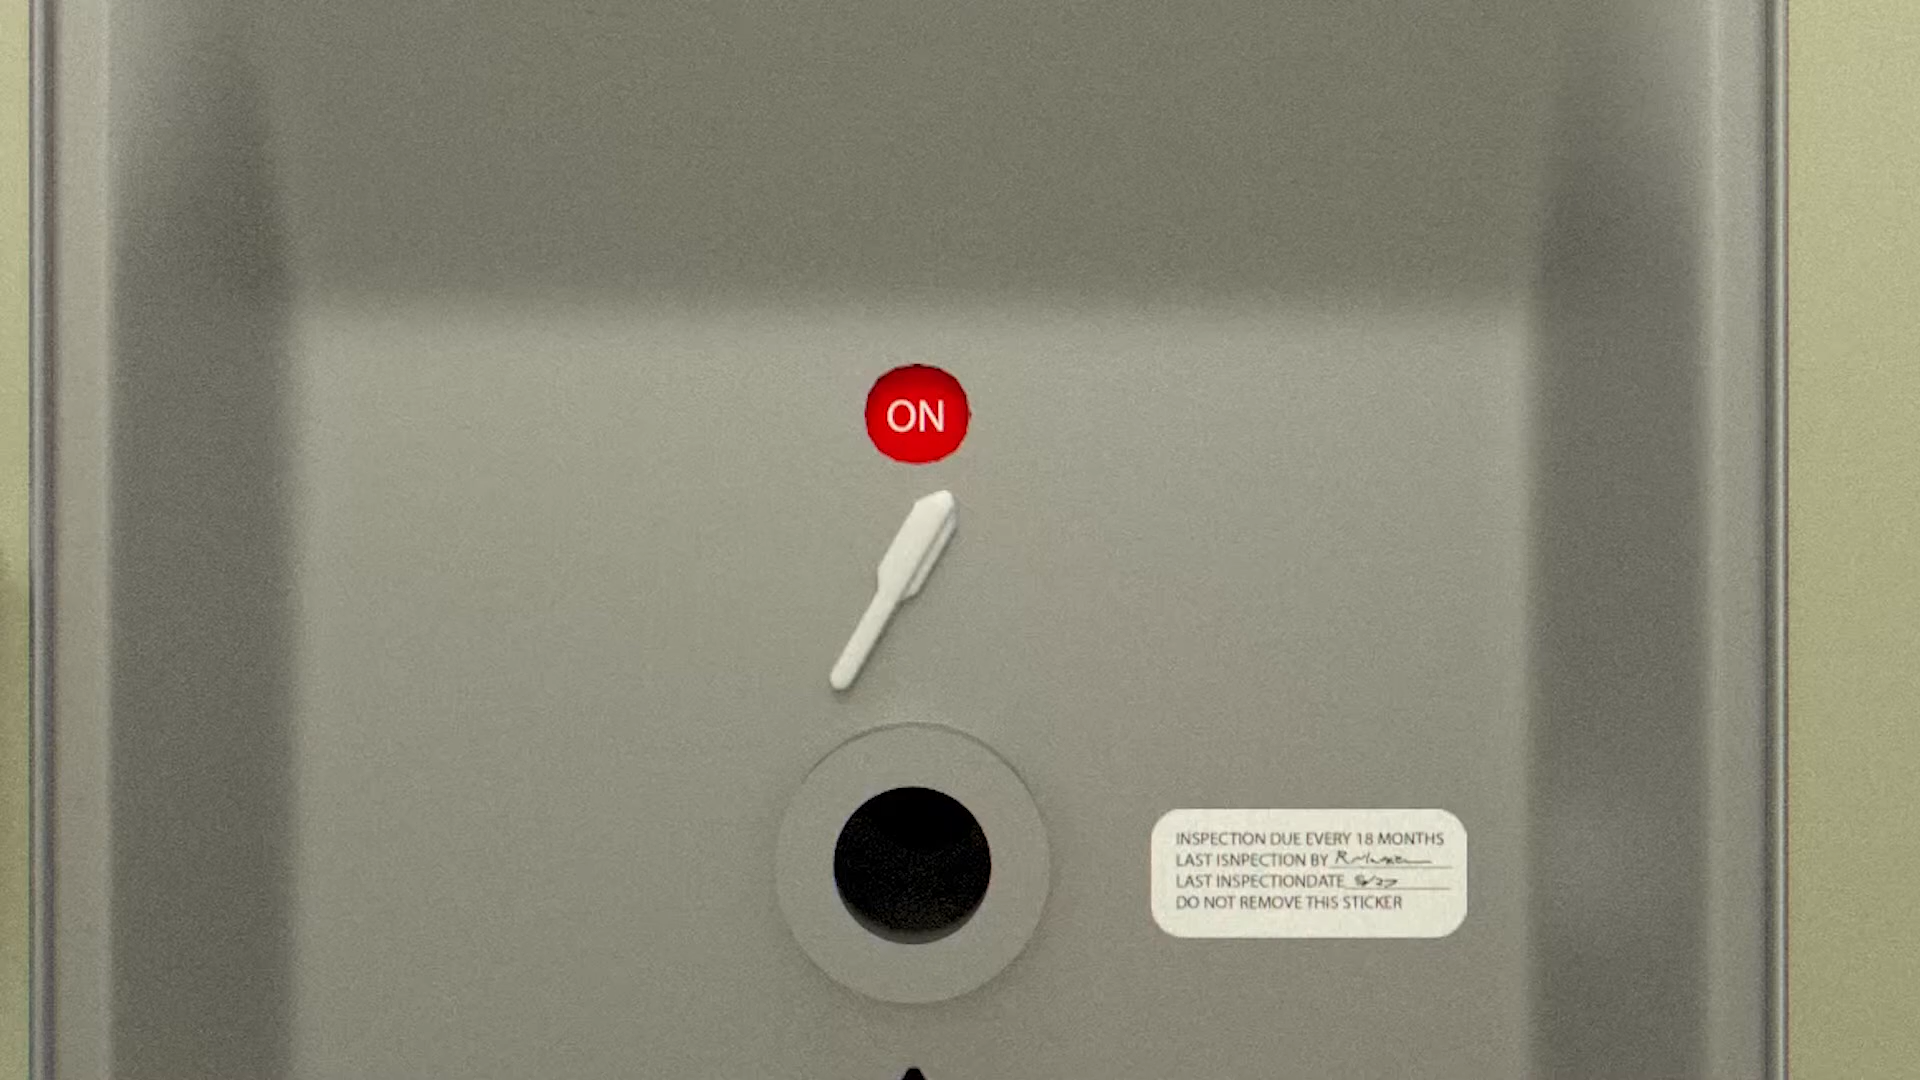 ON
INSPECTION DUE EVERY 18 MONTHS
LAST ISNPECTION BY
LAST INSPECTIONDATE
DO NOT REMOVE THIS STICKER